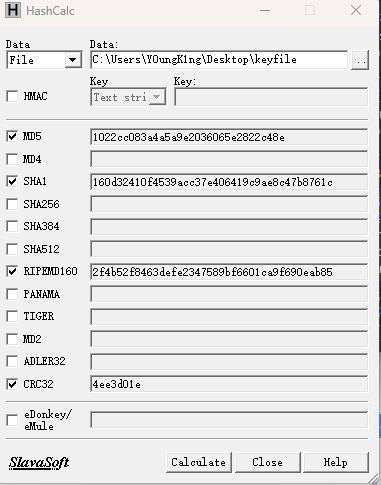 HashCalc
Data
Data:
File
C:\Users\YOungK1ng\Desktop\keyfile
..
HMAC
Key
Key:
Text stri
MD5
1022cc083a4a5a9e2036065e2822c48e
MD4
SHA1
160d32410f4539acc37e406419c9ae8c47b8761c
SHA256
SHA384
SHA512
RIPEMD160
2f4b52f8463defe2347589bf6601ca9f690eab85
PANAMA
TIGER
MD2
ADLER32
CRC32
4ee3d01e
eDonkey/
eMule
SlavaSoft
Calculate
Close
Help